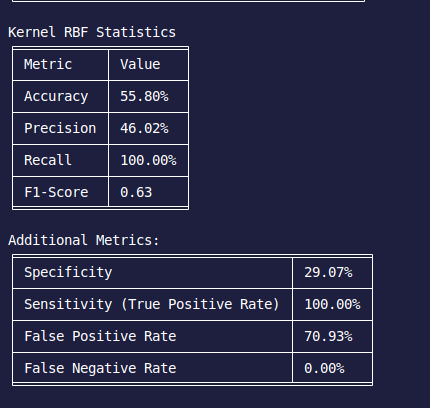 Kernel RBF Statistics
Metric Value
Accuracy 55.80%
Precision 46.02%
Recall 100.00%
F1-Score 0.63
Additional Metrics:
Specificity 29.07%
Sensitivity (True Positive Rate) 100.00%
False Positive Rate 70.93%
False Negative Rate 0.00%